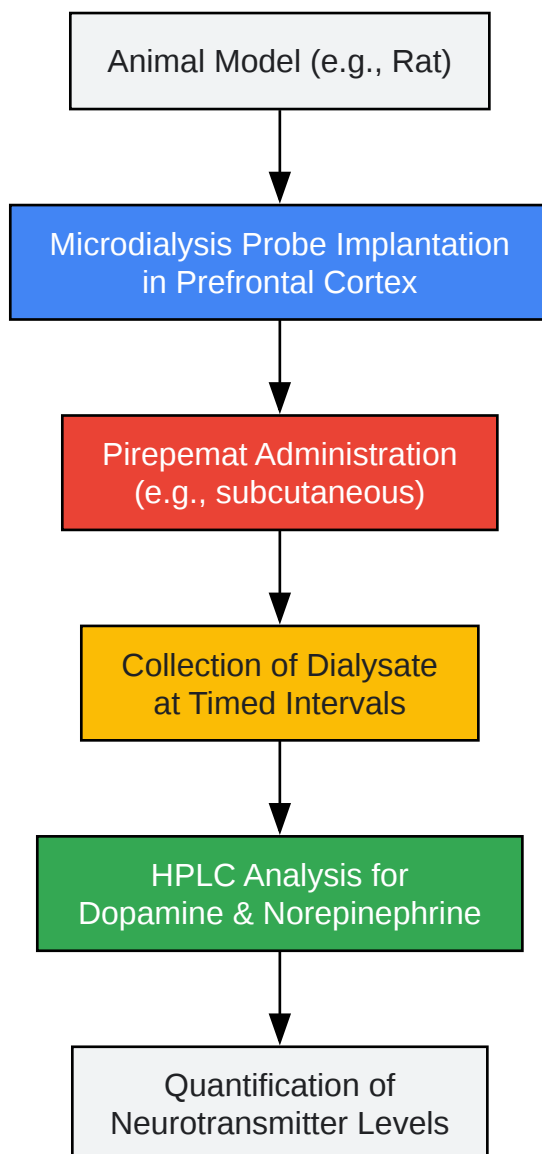 Animal Model (e.g., Rat)
Microdialysis Probe Implantation
in Prefrontal Cortex
Pirepemat Administration
(e.g., subcutaneous)
Collection of Dialysate
at Timed Intervals
HPLC Analysis for
Dopamine & Norepinephrine
Quantification of
Neurotransmitter Levels